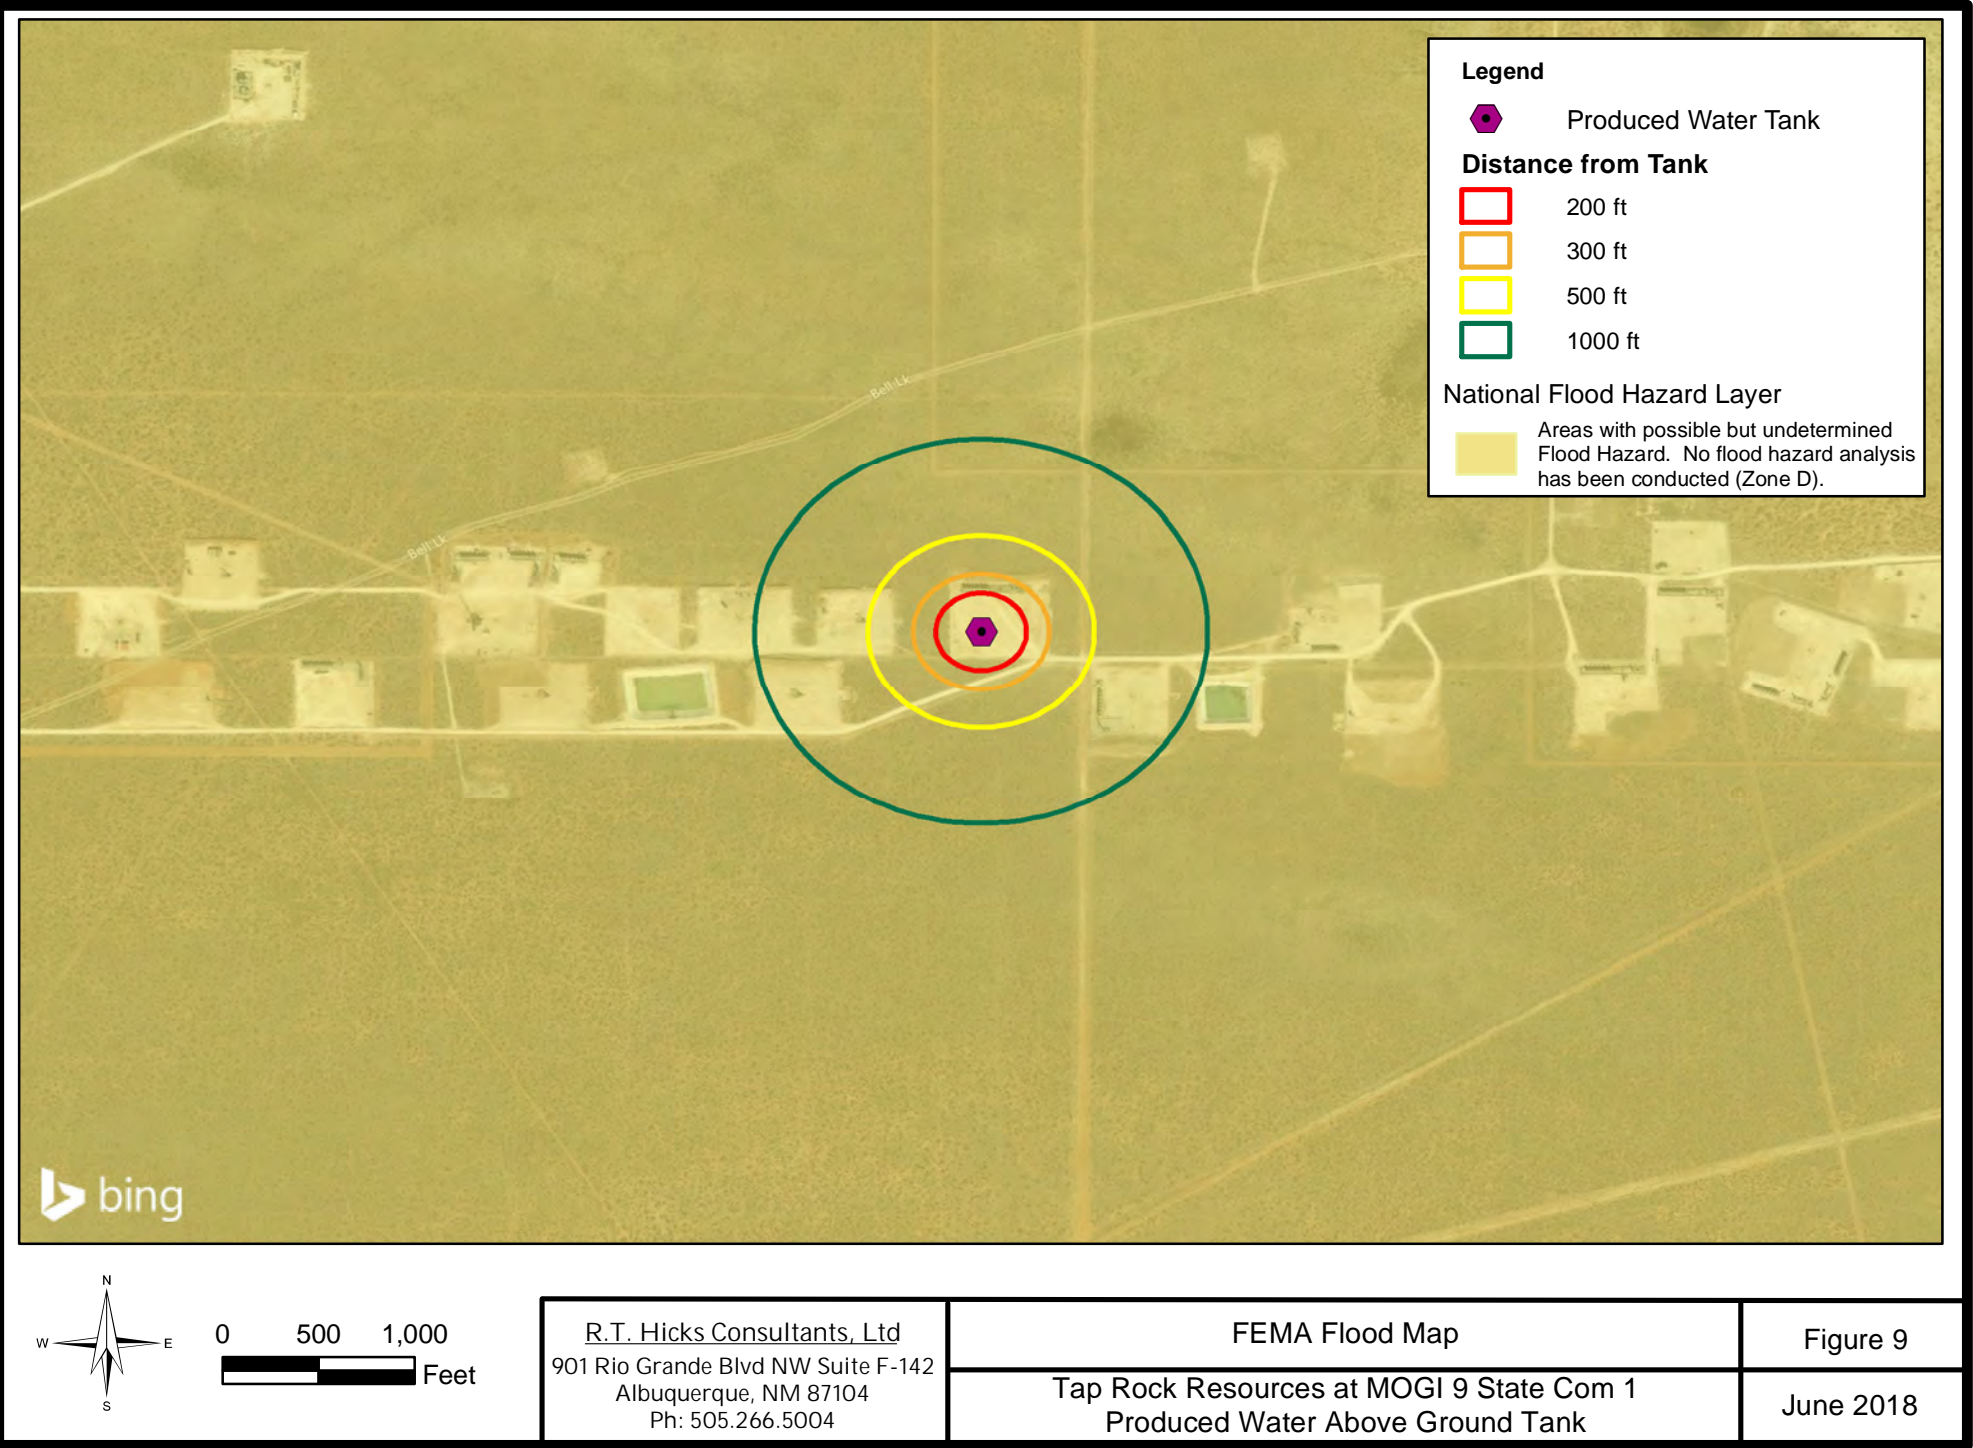 Legend
Produced Water Tank
Distance from Tank
200 ft
300 ft
500 ft
1000 ft
National Flood Hazard Layer
Areas with possible but undetermined
Flood Hazard.  No flood hazard analysis
has been conducted (Zone D).
Bell Lk
Bell Lk
bing
N
W
E
S
0 500 1,000
Feet
R.T. Hicks Consultants, Ltd
901 Rio Grande Blvd NW Suite F-142
Albuquerque, NM 87104
Ph: 505.266.5004
FEMA Flood Map
Tap Rock Resources at MOGI 9 State Com 1
Produced Water Above Ground Tank
Figure 9
June 2018